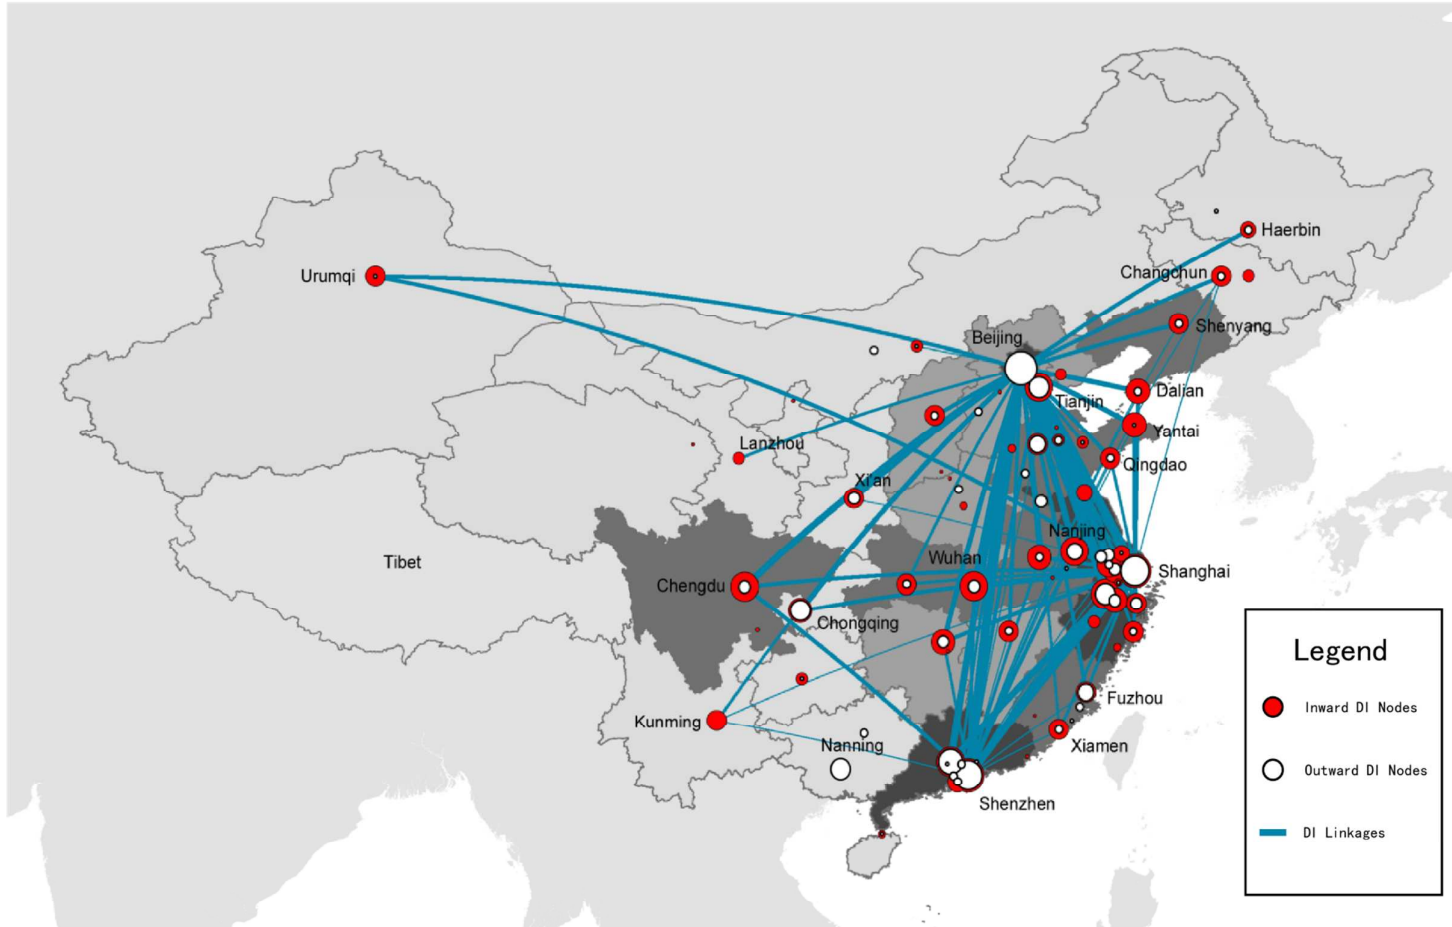 Haerbin
Changchun
Urumqi
Shenyang
Beijing
Dalian
Tianjin
Yantai
Lanzhou
Qingdao
Xi'an
Nanjing
Wuhan
Tibet
Shanghai
Chengdu
Chongqing
Legend
Fuzhou
Inward DI Nodes
Kunming
Nanning
Xiamen
Outward DI Nodes
Shenzhen
DI Linkages